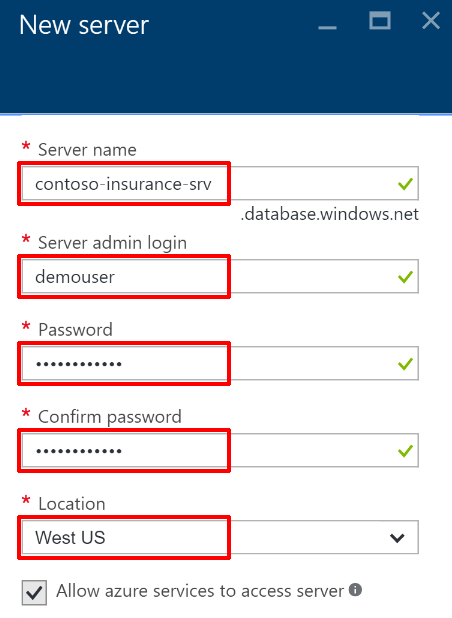 New server
* Server name
contoso-insurance-srv
.database.windows.net
* Server admin login
demouser
* Password
••••••••••••
* Confirm password
••••••••••••
* Location
West US
Allow azure services to access server